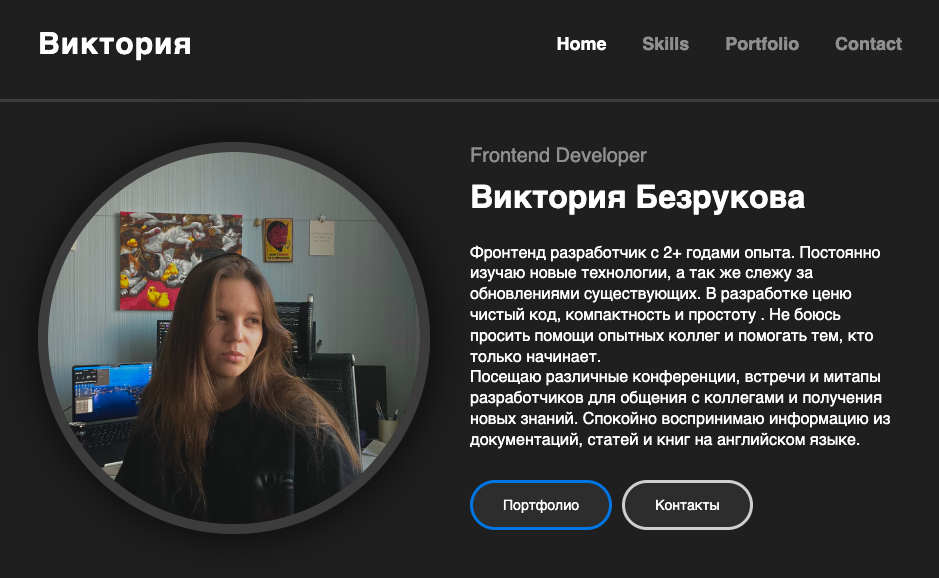 Виктория
Home Skills Portfolio Contact
Frontend Developer
Виктория Безрукова
Фронтенд разработчик с 2+ годами опыта. Постоянно
изучаю новые технологии, а так же слежу за
обновлениями существующих. В разработке ценю
чистый код, компактность и простоту . Не боюсь
просить помощи опытных коллег и помогать тем, кто
только начинает.
Посещаю различные конференции, встречи и митапы
разработчиков для общения с коллегами и получения
новых знаний. Спокойно воспринимаю информацию из
документаций, статей и книг на английском языке.
Портфолио
Контакты